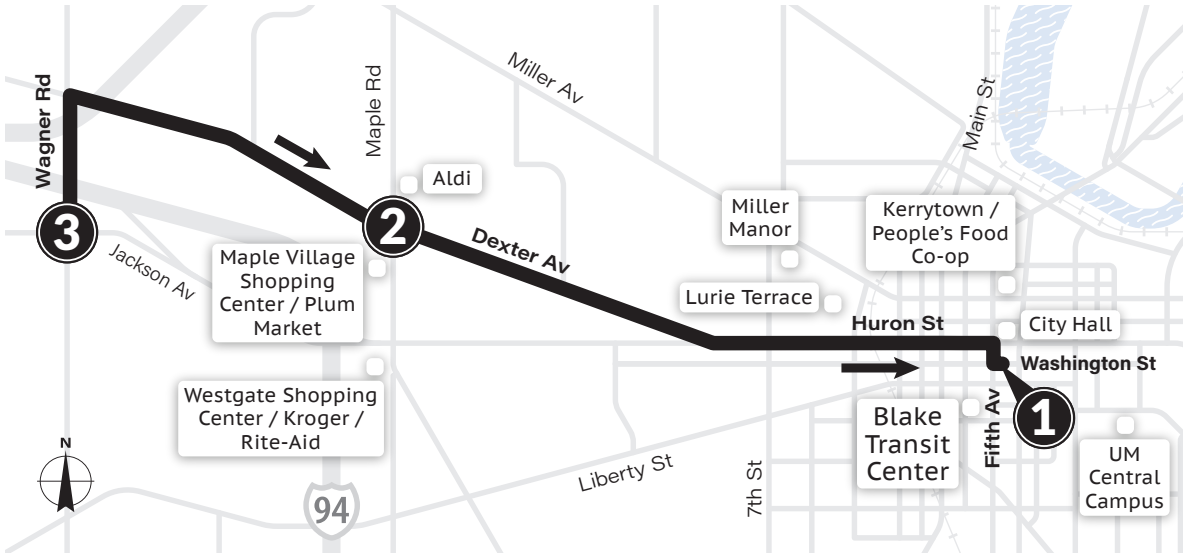 Wagner Rd
3
Jackson Av
Maple Rd
Miller Av
Aldi
2
Maple Village
Shopping
Center / Plum
Market
Dexter Av
Westgate Shopping
Center / Kroger /
Rite-Aid
N
94
Liberty St
7th St
Miller
Manor
Lurie Terrace
Main St
Kerrytown /
People’s Food
Co-op
Huron St
City Hall
Washington St
Blake
Transit
Center
Fifth Av
1
UM
Central
Campus